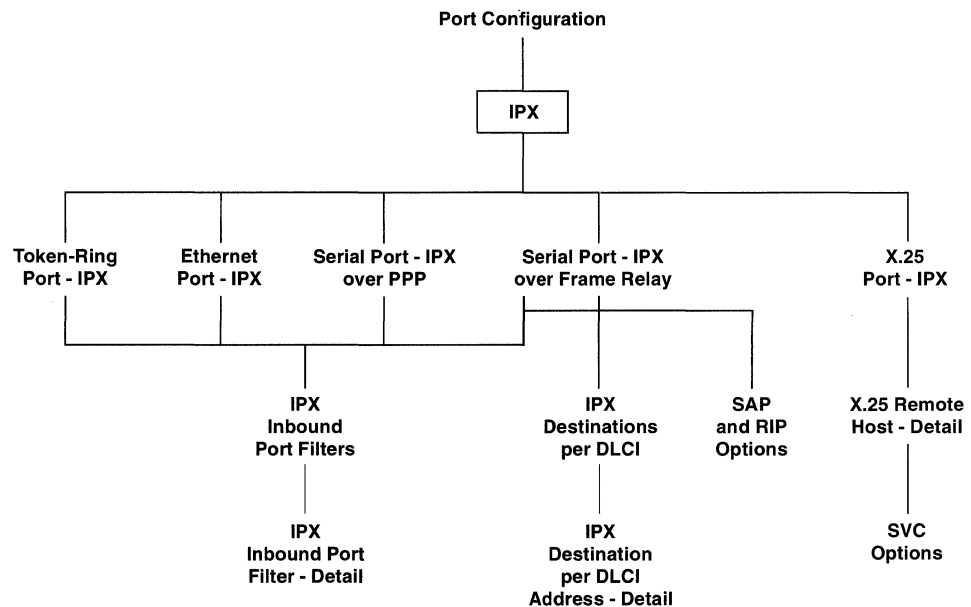 Port Configuration
IPX
Token-Ring
Port - IPX
Ethernet
Port - IPX
Serial Port - IPX
over PPP
Serial Port - IPX
over Frame Relay
X.25
Port - IPX
IPX
Inbound
Port Filters
IPX
Destinations
per DLCI
SAP
and RIP
Options
X.25 Remote
Host - Detail
IPX
Inbound Port
Filter - Detail
IPX
Destination
per DLCI
Address - Detail
SVC
Options